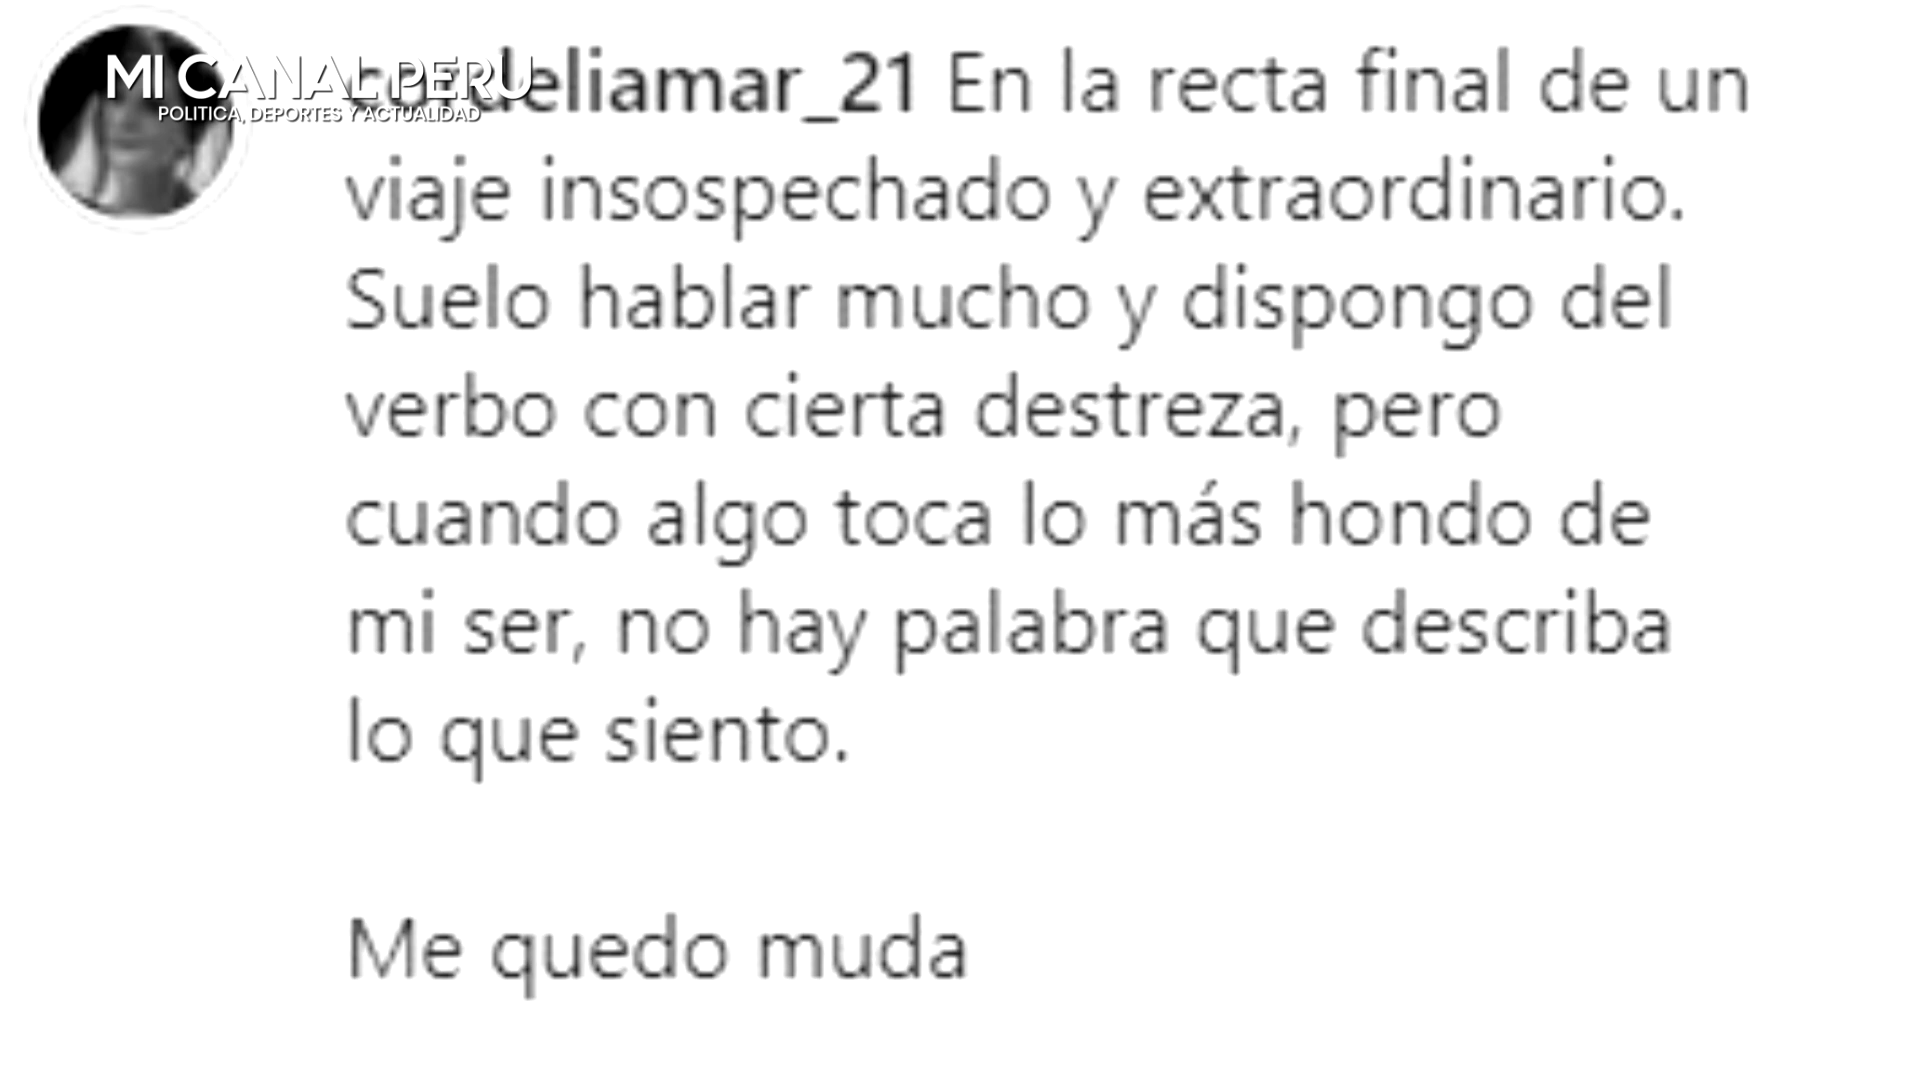 MI CANAL PERU
POLITICA, DEPORTES Y ACTUALIDAD
cordeliamar_21 En la recta final de un
viaje insospechado y extraordinario.
Suelo hablar mucho y dispongo del
verbo con cierta destreza, pero
cuando algo toca lo más hondo de
mi ser, no hay palabra que describa
lo que siento.
Me quedo muda